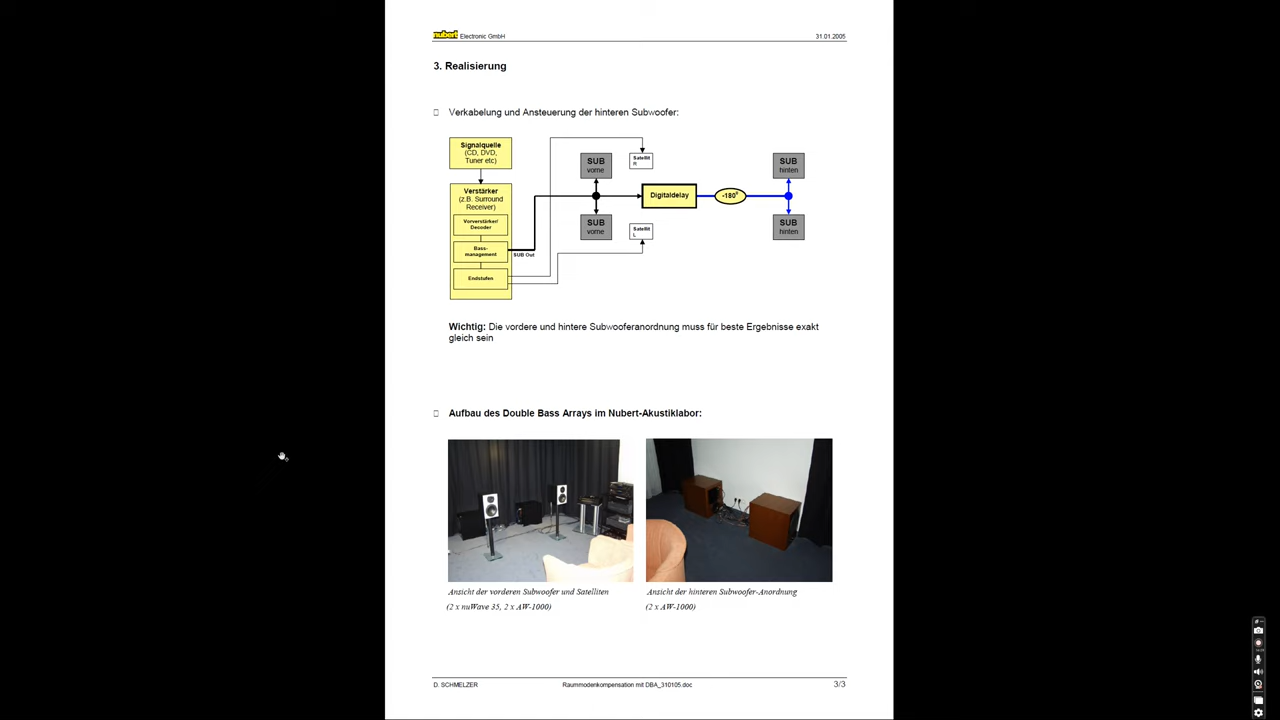 nubert Electronic GmbH 31.01.2005
3. Realisierung
Verkabelung und Ansteuerung der hinteren Subwoofer:
Signalquelle
(CD, DVD,
Tuner etc)
Verstärker
(z.B. Surround
Receiver)
Vorverstärker/
Decoder
Bass-
management
SUB Out
Endstufen
SUB
vorne
SUB
vorne
Satellit
R
Satellit
L
Digitaldelay
-180°
SUB
hinten
SUB
hinten
Wichtig: Die vordere und hintere Subwooferanordnung muss für beste Ergebnisse exakt
gleich sein
Aufbau des Double Bass Arrays im Nubert-Akustiklabor:
Ansicht der vorderen Subwoofer und Satelliten
(2 x nuWave 35, 2 x AW-1000)
Ansicht der hinteren Subwoofer-Anordnung
(2 x AW-1000)
D. SCHMELZER Raummodenkompensation mit DBA_310105.doc 3/3